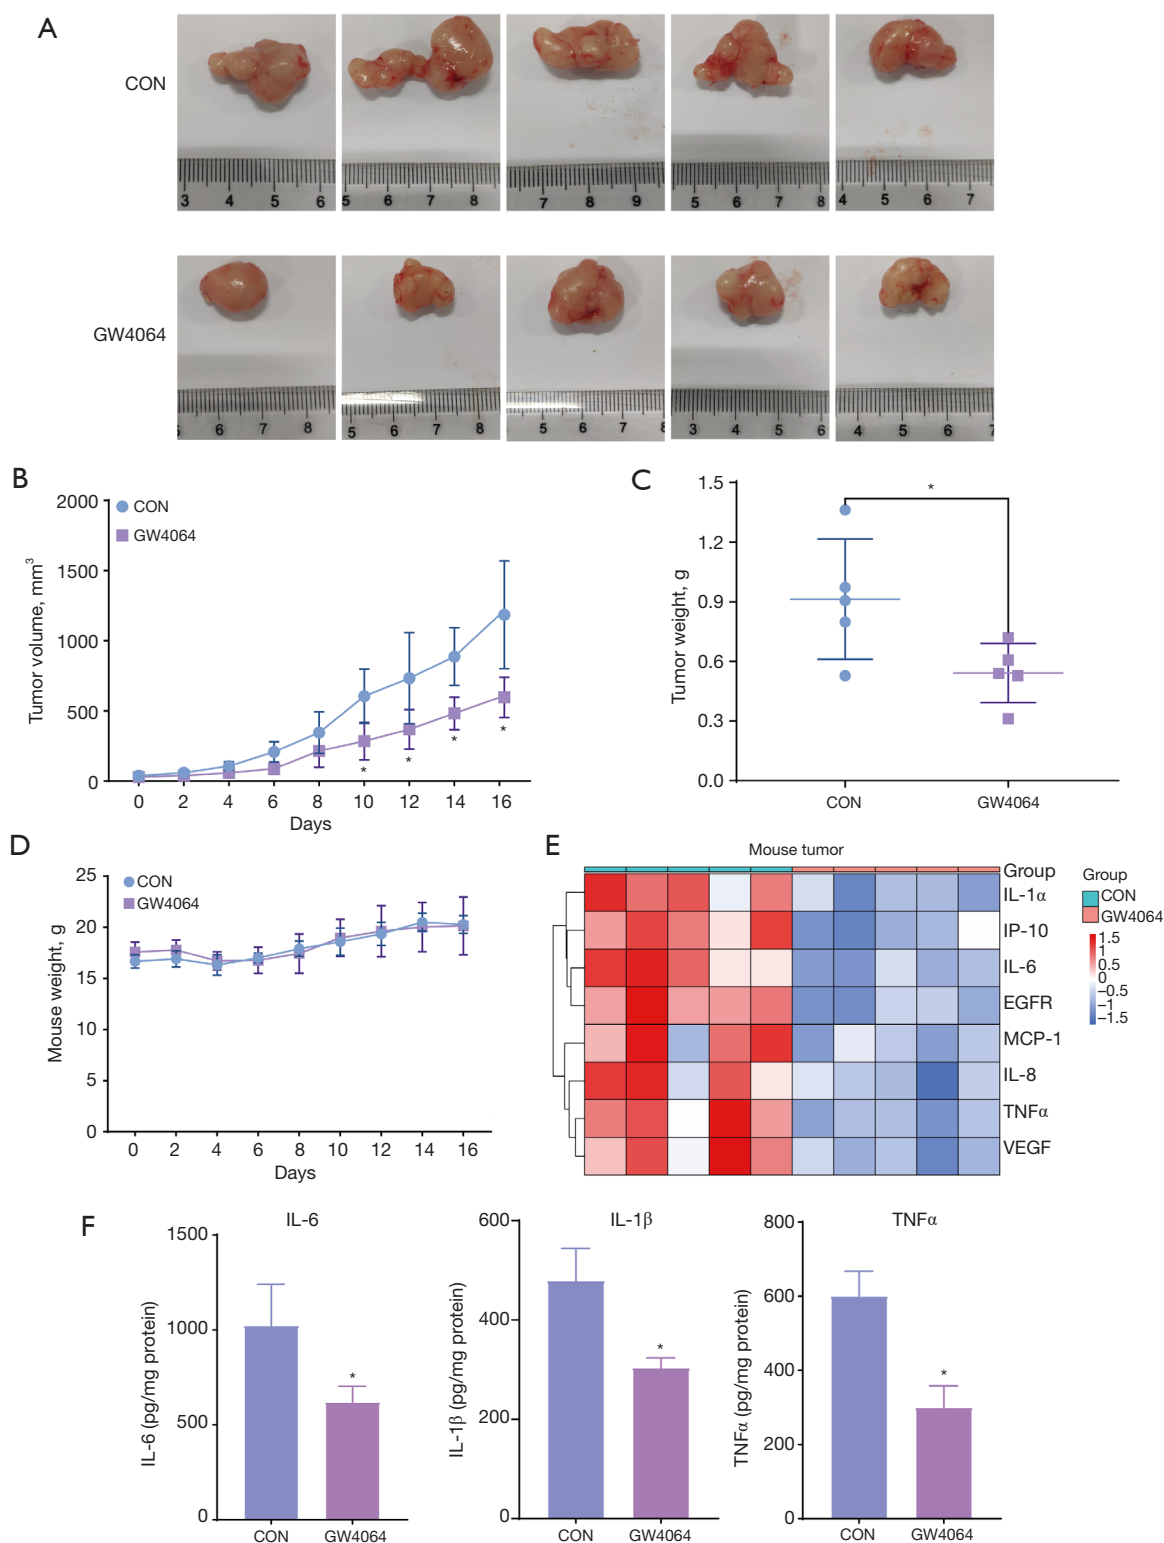 A
CON
3 4 5 6
5 6 7 8
7 8 9
5 6 7 8
4 5 6 7
GW4064
5 6 7 8
5 6 7 8
5 6 7 8
3 4 5 6
4 5 6 7
B
CON
GW4064
Tumor volume, mm³
2000
1500
1000
500
0
* * * *
0 2 4 6 8 10 12 14 16
Days
C
Tumor weight, g
1.5
1.2
0.9
0.6
0.3
0.0
*
CON GW4064
D
CON
GW4064
Mouse weight, g
25
20
15
10
5
0
0 2 4 6 8 10 12 14 16
Days
E
Mouse tumor
Group
IL-1α
IP-10
IL-6
EGFR
MCP-1
IL-8
TNFα
VEGF
Group
CON
GW4064
1.5
1
0.5
0
−0.5
−1
−1.5
F
IL-6
IL-6 (pg/mg protein)
1500
1000
500
0
*
CON GW4064
IL-1β
IL-1β (pg/mg protein)
600
400
200
0
*
CON GW4064
TNFα
TNFα (pg/mg protein)
800
600
400
200
0
*
CON GW4064